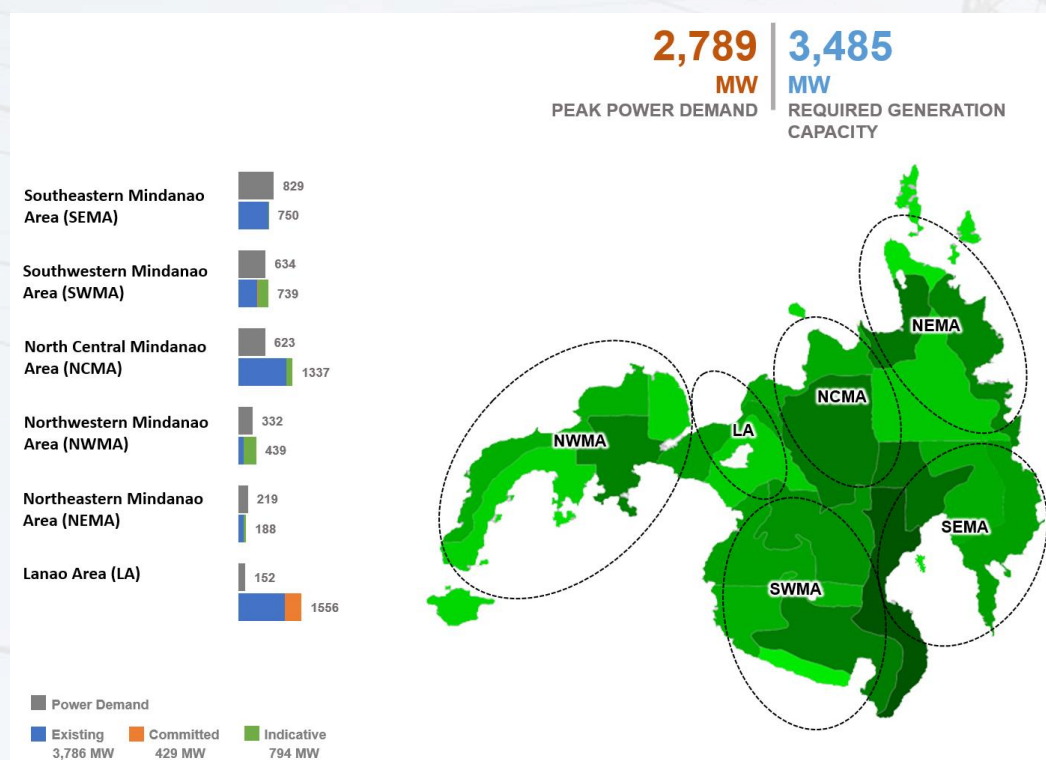 2,789
MW
PEAK POWER DEMAND
3,485
MW
REQUIRED GENERATION
CAPACITY
Southeastern Mindanao
Area (SEMA)
829
750
Southwestern Mindanao
Area (SWMA)
634
739
North Central Mindanao
Area (NCMA)
623
1337
Northwestern Mindanao
Area (NWMA)
332
439
Northeastern Mindanao
Area (NEMA)
219
188
Lanao Area (LA)
152
1556
NEMA
NCMA
LA
NWMA
SEMA
SWMA
Power Demand
Existing
3,786 MW
Committed
429 MW
Indicative
794 MW